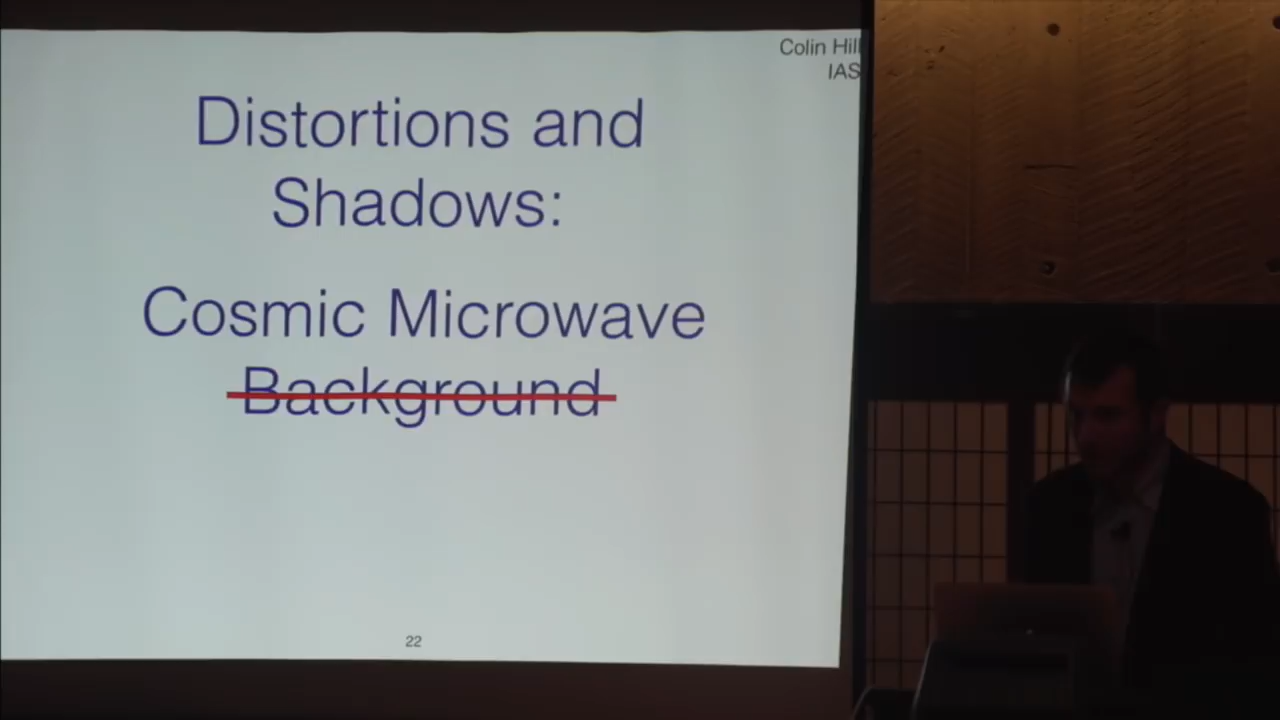 Colin Hill
IAS
Distortions and
Shadows:
Cosmic Microwave
Background
22